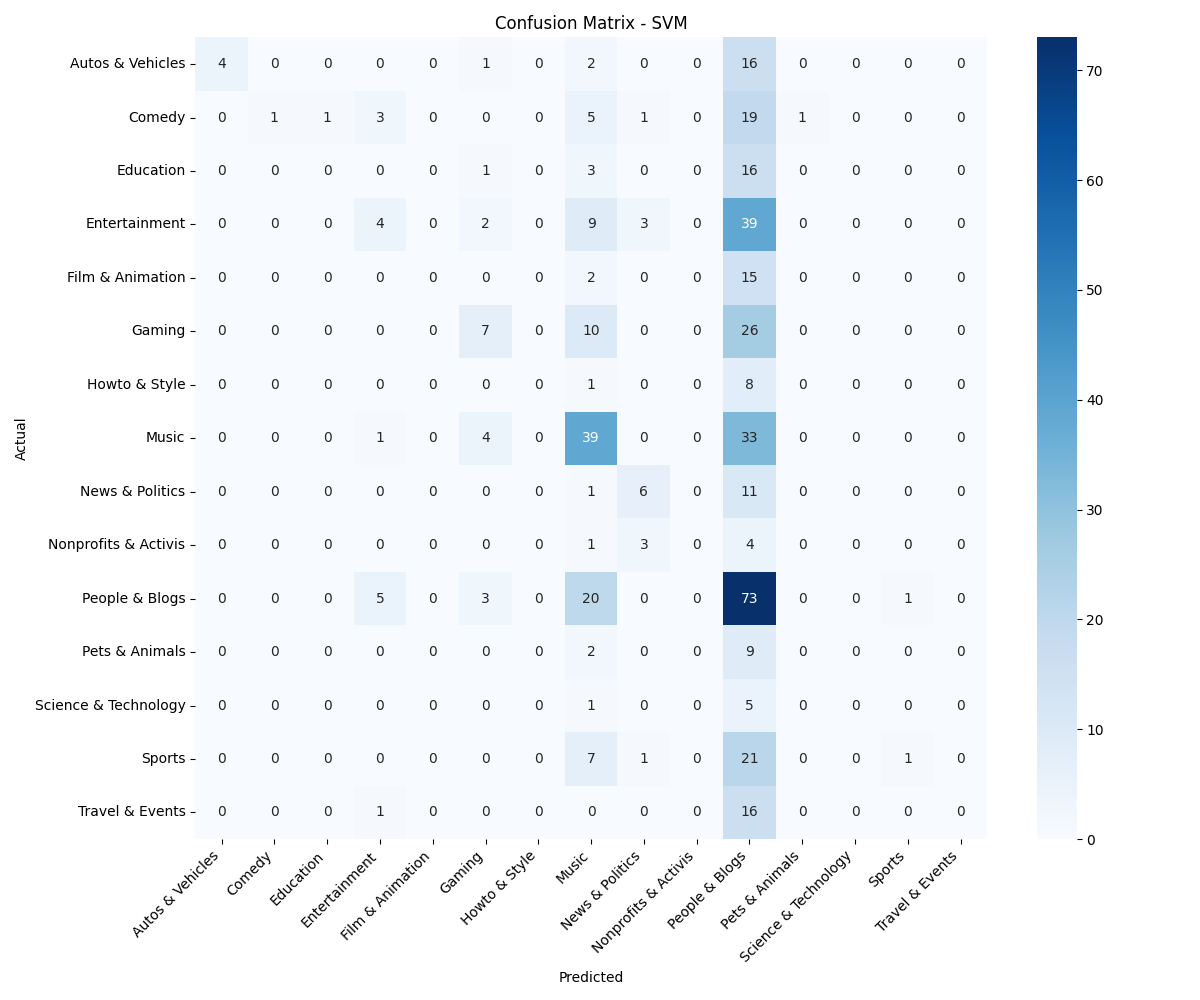 Confusion Matrix - SVM
Actual
Autos & Vehicles 4 0 0 0 0 1 0 2 0 0 16 0 0 0 0
Comedy 0 1 1 3 0 0 0 5 1 0 19 1 0 0 0
Education 0 0 0 0 0 1 0 3 0 0 16 0 0 0 0
Entertainment 0 0 0 4 0 2 0 9 3 0 39 0 0 0 0
Film & Animation 0 0 0 0 0 0 0 2 0 0 15 0 0 0 0
Gaming 0 0 0 0 0 7 0 10 0 0 26 0 0 0 0
Howto & Style 0 0 0 0 0 0 0 1 0 0 8 0 0 0 0
Music 0 0 0 1 0 4 0 39 0 0 33 0 0 0 0
News & Politics 0 0 0 0 0 0 0 1 6 0 11 0 0 0 0
Nonprofits & Activis 0 0 0 0 0 0 0 1 3 0 4 0 0 0 0
People & Blogs 0 0 0 5 0 3 0 20 0 0 73 0 0 1 0
Pets & Animals 0 0 0 0 0 0 0 2 0 0 9 0 0 0 0
Science & Technology 0 0 0 0 0 0 0 1 0 0 5 0 0 0 0
Sports 0 0 0 0 0 0 0 7 1 0 21 0 0 1 0
Travel & Events 0 0 0 1 0 0 0 0 0 0 16 0 0 0 0
Autos & Vehicles
Comedy
Education
Entertainment
Film & Animation
Gaming
Howto & Style
Music
News & Politics
Nonprofits & Activis
People & Blogs
Pets & Animals
Science & Technology
Sports
Travel & Events
Predicted
70
60
50
40
30
20
10
0